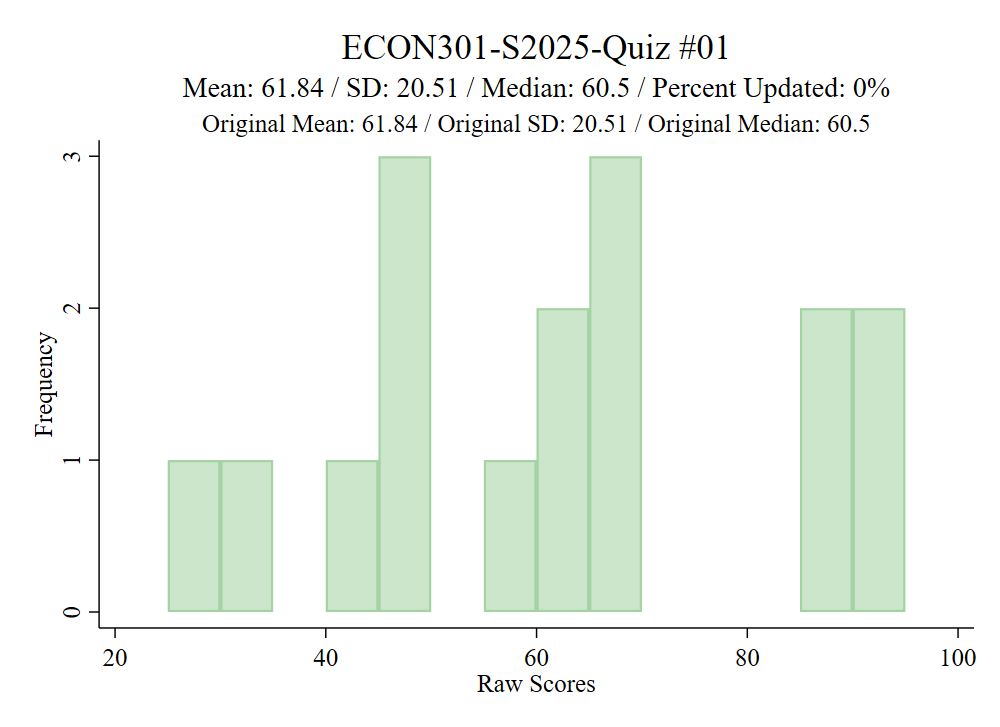 ECON301-S2025-Quiz #01
Mean: 61.84 / SD: 20.51 / Median: 60.5 / Percent Updated: 0%
Original Mean: 61.84 / Original SD: 20.51 / Original Median: 60.5
3
2
1
0
Frequency
20 40 60 80 100
Raw Scores